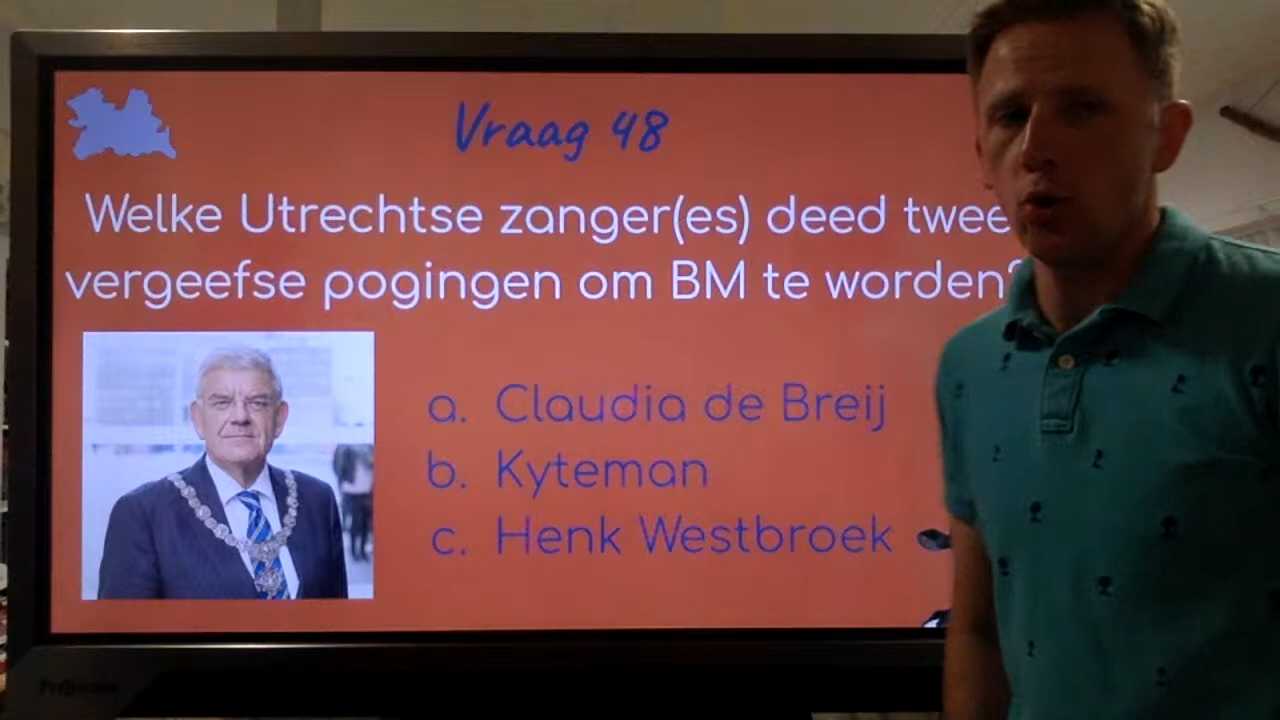 Vraag 48
Welke Utrechtse zanger(es) deed twee
vergeefse pogingen om BM te worden?
a. Claudia de Breij
b. Kyteman
c. Henk Westbroek